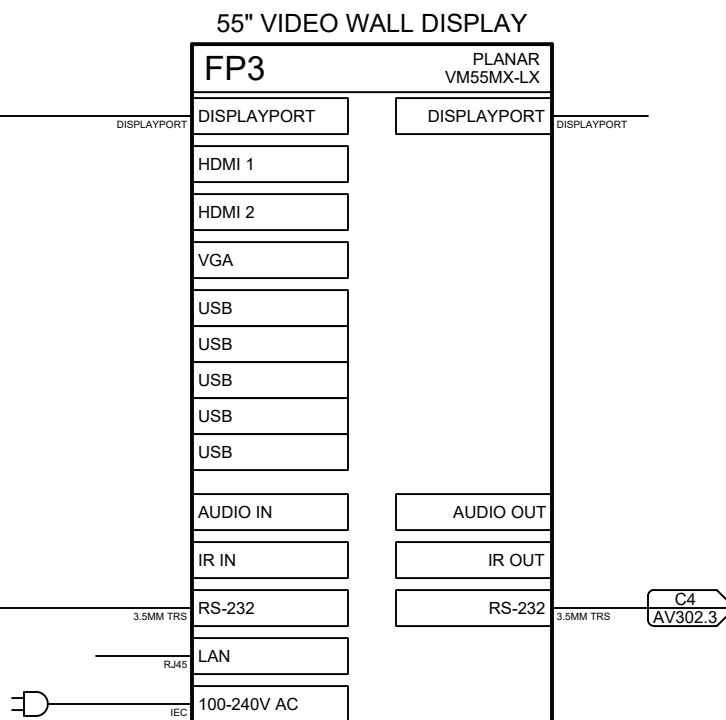 55" VIDEO WALL DISPLAY
FP3
PLANAR
VM55MX-LX
DISPLAYPORT
DISPLAYPORT
DISPLAYPORT
DISPLAYPORT
HDMI 1
HDMI 2
VGA
USB
USB
USB
USB
USB
AUDIO IN
AUDIO OUT
IR IN
IR OUT
3.5MM TRS
RS-232
RS-232
3.5MM TRS
C4
AV302.3
RJ45
LAN
IEC
100-240V AC